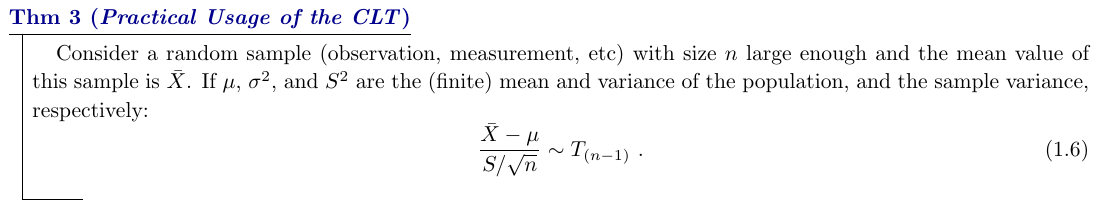 Thm 3 (Practical Usage of the CLT)
Consider a random sample (observation, measurement, etc) with size n large enough and the mean value of
this sample is X̄. If μ, σ², and S² are the (finite) mean and variance of the population, and the sample variance,
respectively:
(X̄ − μ)/(S/√n) ∼ T₍ₙ₋₁₎ . (1.6)